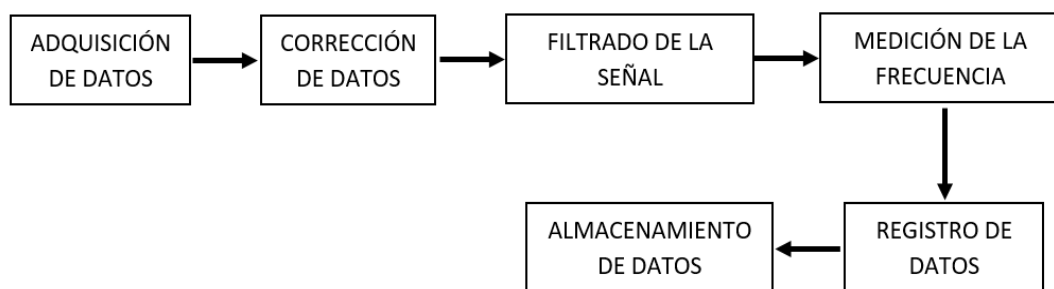 ADQUISICIÓN
DE DATOS
CORRECCIÓN
DE DATOS
FILTRADO DE LA
SEÑAL
MEDICIÓN DE LA
FRECUENCIA
REGISTRO DE
DATOS
ALMACENAMIENTO
DE DATOS